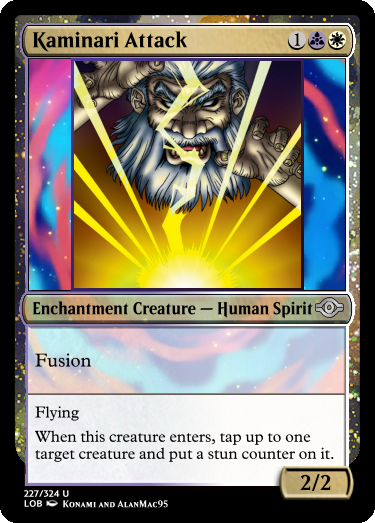 Kaminari Attack 1
Enchantment Creature — Human Spirit
Fusion
Flying
When this creature enters, tap up to one
target creature and put a stun counter on it.
2/2
227/324 U
LOB Konami and AlanMac95